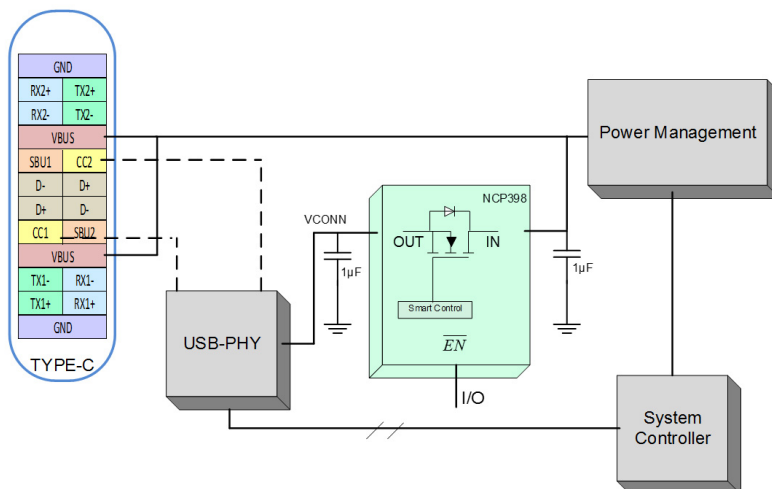 GND
RX2+ TX2+
RX2- TX2-
VBUS
SBU1 CC2
D- D+
D+ D-
CC1 SBU2
VBUS
TX1- RX1-
TX1+ RX1+
GND
TYPE-C
USB-PHY
VCONN
1µF
NCP398
OUT IN
Smart Control
EN
I/O
1µF
Power Management
System
Controller